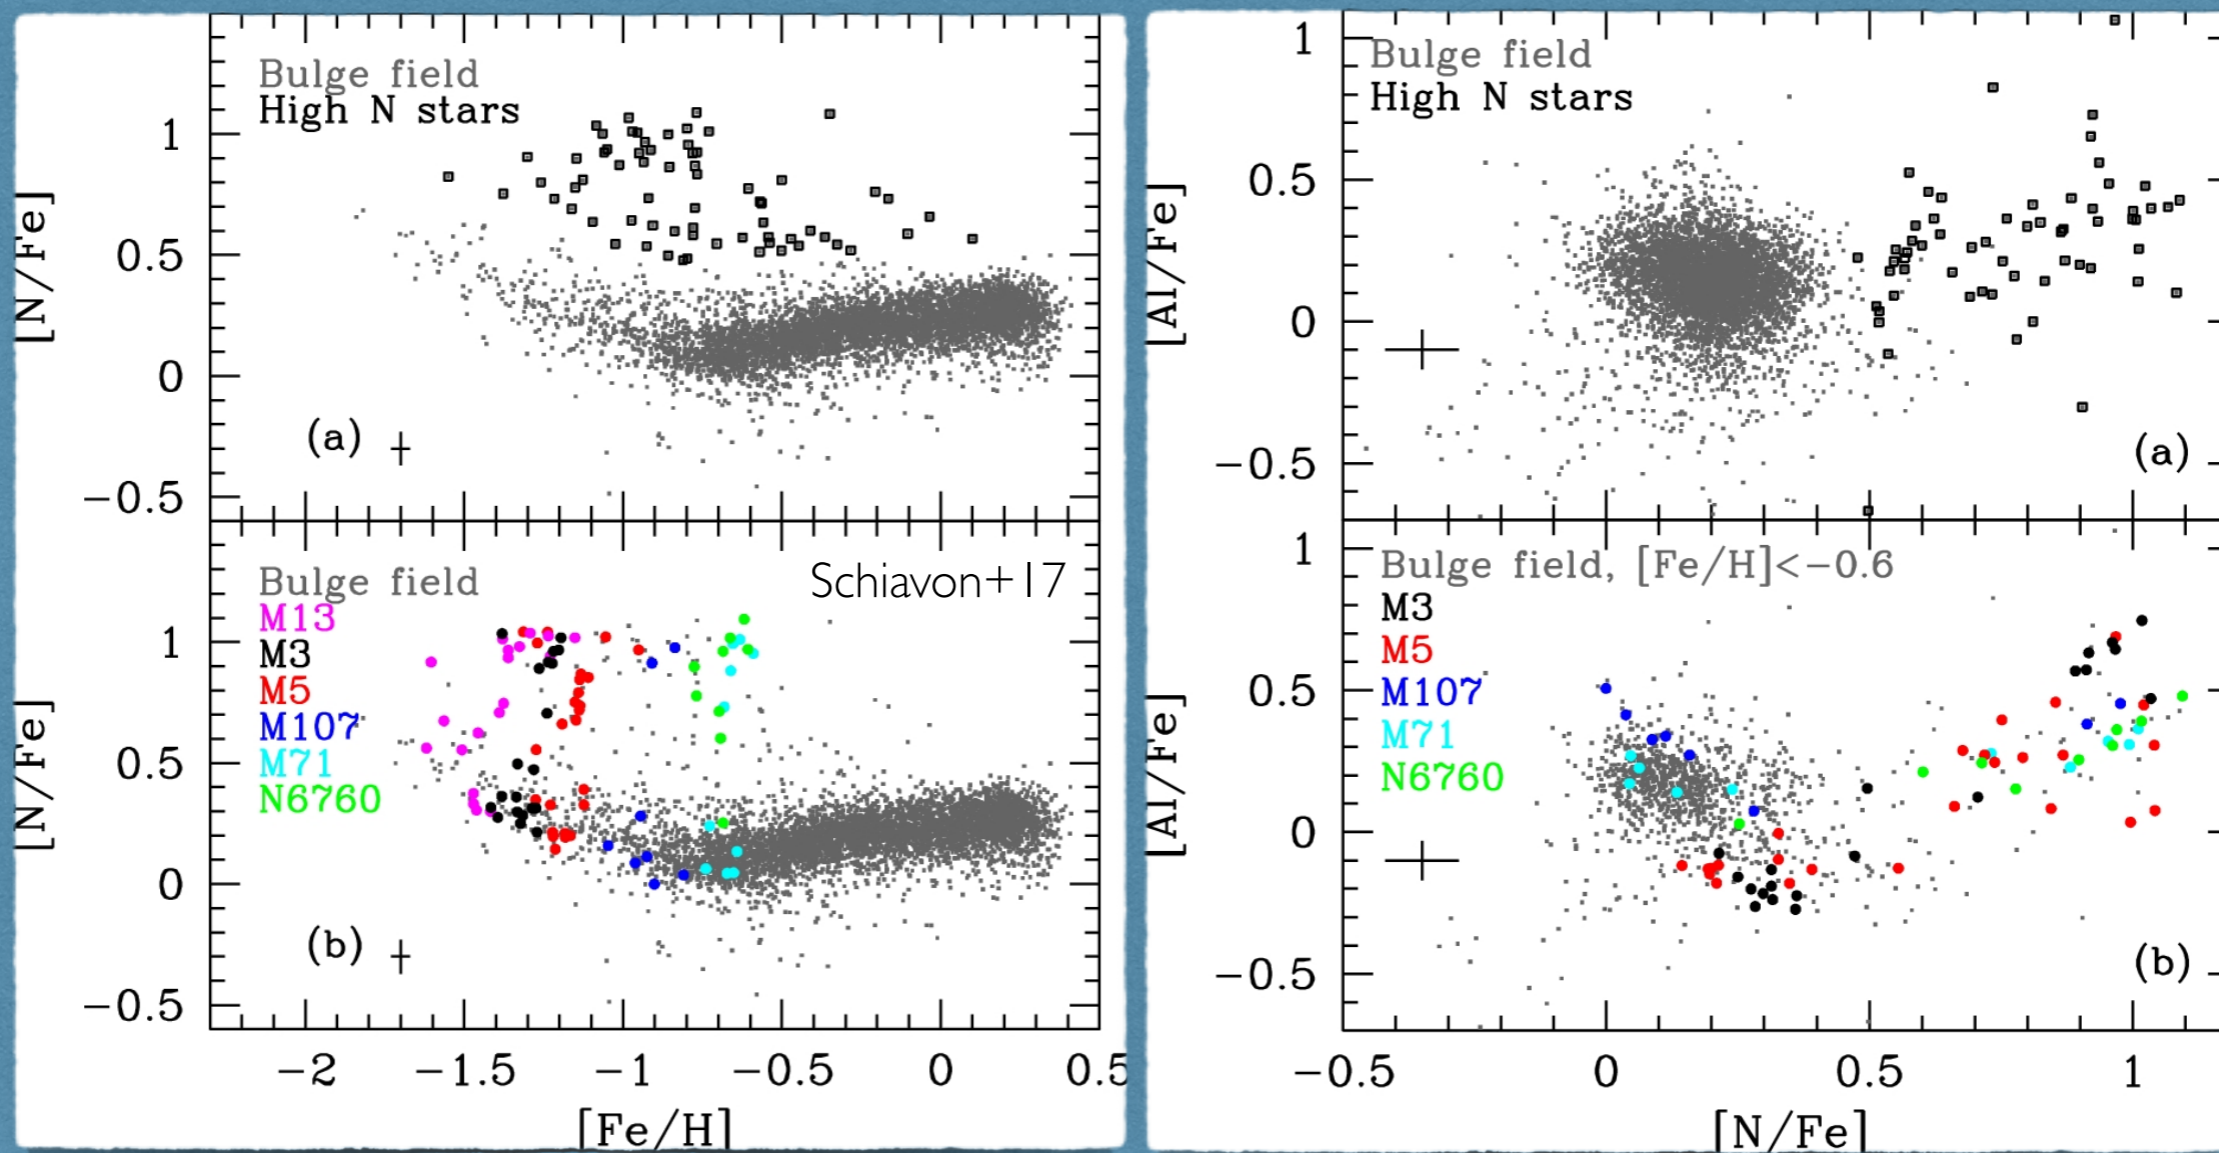 Bulge field
High N stars
1
0.5
0
−0.5
[N/Fe]
(a)
Bulge field
Schiavon+17
M13
M3
M5
M107
M71
N6760
1
0.5
0
−0.5
[N/Fe]
(b)
−2 −1.5 −1 −0.5 0 0.5
[Fe/H]
Bulge field
High N stars
1
0.5
0
−0.5
[Al/Fe]
(a)
Bulge field, [Fe/H]<−0.6
M3
M5
M107
M71
N6760
1
0.5
0
−0.5
[Al/Fe]
(b)
−0.5 0 0.5 1
[N/Fe]